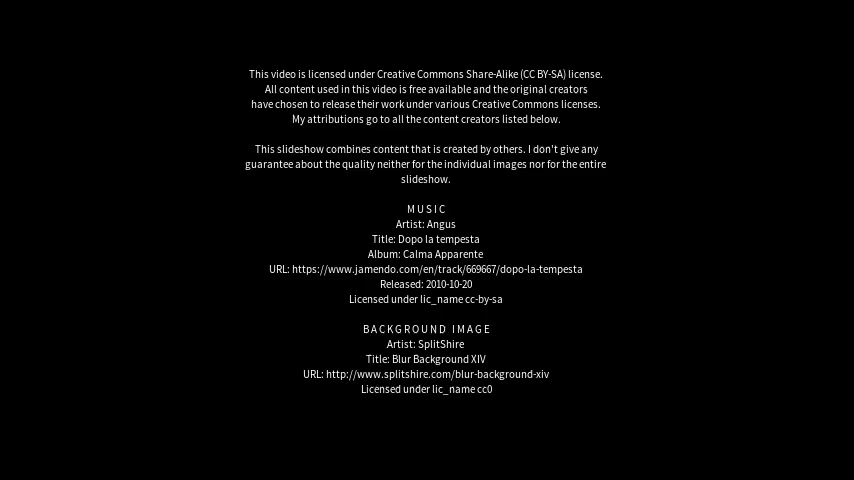 This video is licensed under Creative Commons Share-Alike (CC BY-SA) license.
All content used in this video is free available and the original creators
have chosen to release their work under various Creative Commons licenses.
My attributions go to all the content creators listed below.
This slideshow combines content that is created by others. I don't give any
guarantee about the quality neither for the individual images nor for the entire
slideshow.
MUSIC
Artist: Angus
Title: Dopo la tempesta
Album: Calma Apparente
URL: https://www.jamendo.com/en/track/669667/dopo-la-tempesta
Released: 2010-10-20
Licensed under lic_name cc-by-sa
BACKGROUND IMAGE
Artist: SplitShire
Title: Blur Background XIV
URL: http://www.splitshire.com/blur-background-xiv
Licensed under lic_name cc0